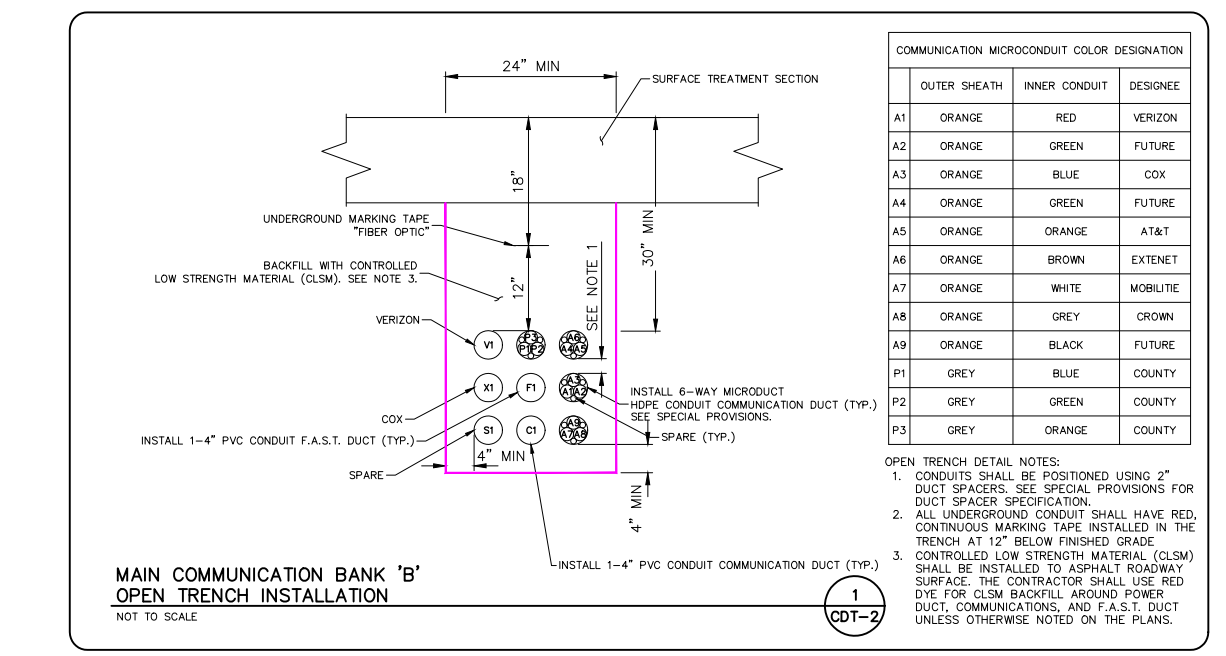 24" MIN
SURFACE TREATMENT SECTION
18"
UNDERGROUND MARKING TAPE
"FIBER OPTIC"
30" MIN
BACKFILL WITH CONTROLLED
LOW STRENGTH MATERIAL (CLSM). SEE NOTE 3.
12"
SEE NOTE 1
VERIZON
V1
P3
P1 P2
A6
A4 A5
COX
X1
F1
A3
A1 A2
INSTALL 6-WAY MICRODUCT
HDPE CONDUIT COMMUNICATION DUCT (TYP.)
SEE SPECIAL PROVISIONS.
INSTALL 1-4" PVC CONDUIT F.A.S.T. DUCT (TYP.)
S1
C1
A9
A7 A8
SPARE (TYP.)
SPARE
4" MIN
4" MIN
INSTALL 1-4" PVC CONDUIT COMMUNICATION DUCT (TYP.)
MAIN COMMUNICATION BANK 'B'
OPEN TRENCH INSTALLATION
NOT TO SCALE
1
CDT-2
COMMUNICATION MICROCONDUIT COLOR DESIGNATION
OUTER SHEATH INNER CONDUIT DESIGNEE
A1 ORANGE RED VERIZON
A2 ORANGE GREEN FUTURE
A3 ORANGE BLUE COX
A4 ORANGE GREEN FUTURE
A5 ORANGE ORANGE AT&T
A6 ORANGE BROWN EXTENET
A7 ORANGE WHITE MOBILITIE
A8 ORANGE GREY CROWN
A9 ORANGE BLACK FUTURE
P1 GREY BLUE COUNTY
P2 GREY GREEN COUNTY
P3 GREY ORANGE COUNTY
OPEN TRENCH DETAIL NOTES:
1. CONDUITS SHALL BE POSITIONED USING 2"
DUCT SPACERS. SEE SPECIAL PROVISIONS FOR
DUCT SPACER SPECIFICATION.
2. ALL UNDERGROUND CONDUIT SHALL HAVE RED,
CONTINUOUS MARKING TAPE INSTALLED IN THE
TRENCH AT 12" BELOW FINISHED GRADE
3. CONTROLLED LOW STRENGTH MATERIAL (CLSM)
SHALL BE INSTALLED TO ASPHALT ROADWAY
SURFACE. THE CONTRACTOR SHALL USE RED
DYE FOR CLSM BACKFILL AROUND POWER
DUCT, COMMUNICATIONS, AND F.A.S.T. DUCT
UNLESS OTHERWISE NOTED ON THE PLANS.